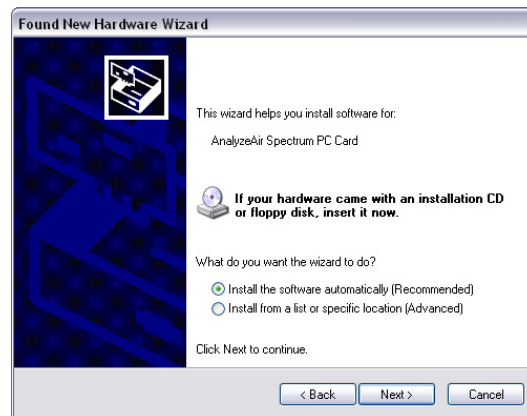 Found New Hardware Wizard
This wizard helps you install software for:
AnalyzeAir Spectrum PC Card
If your hardware came with an installation CD
or floppy disk, insert it now.
What do you want the wizard to do?
Install the software automatically (Recommended)
Install from a list or specific location (Advanced)
Click Next to continue.
< Back
Next >
Cancel